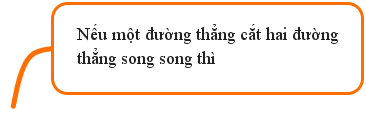 Nếu một đường thẳng cắt hai đường
thẳng song song thì